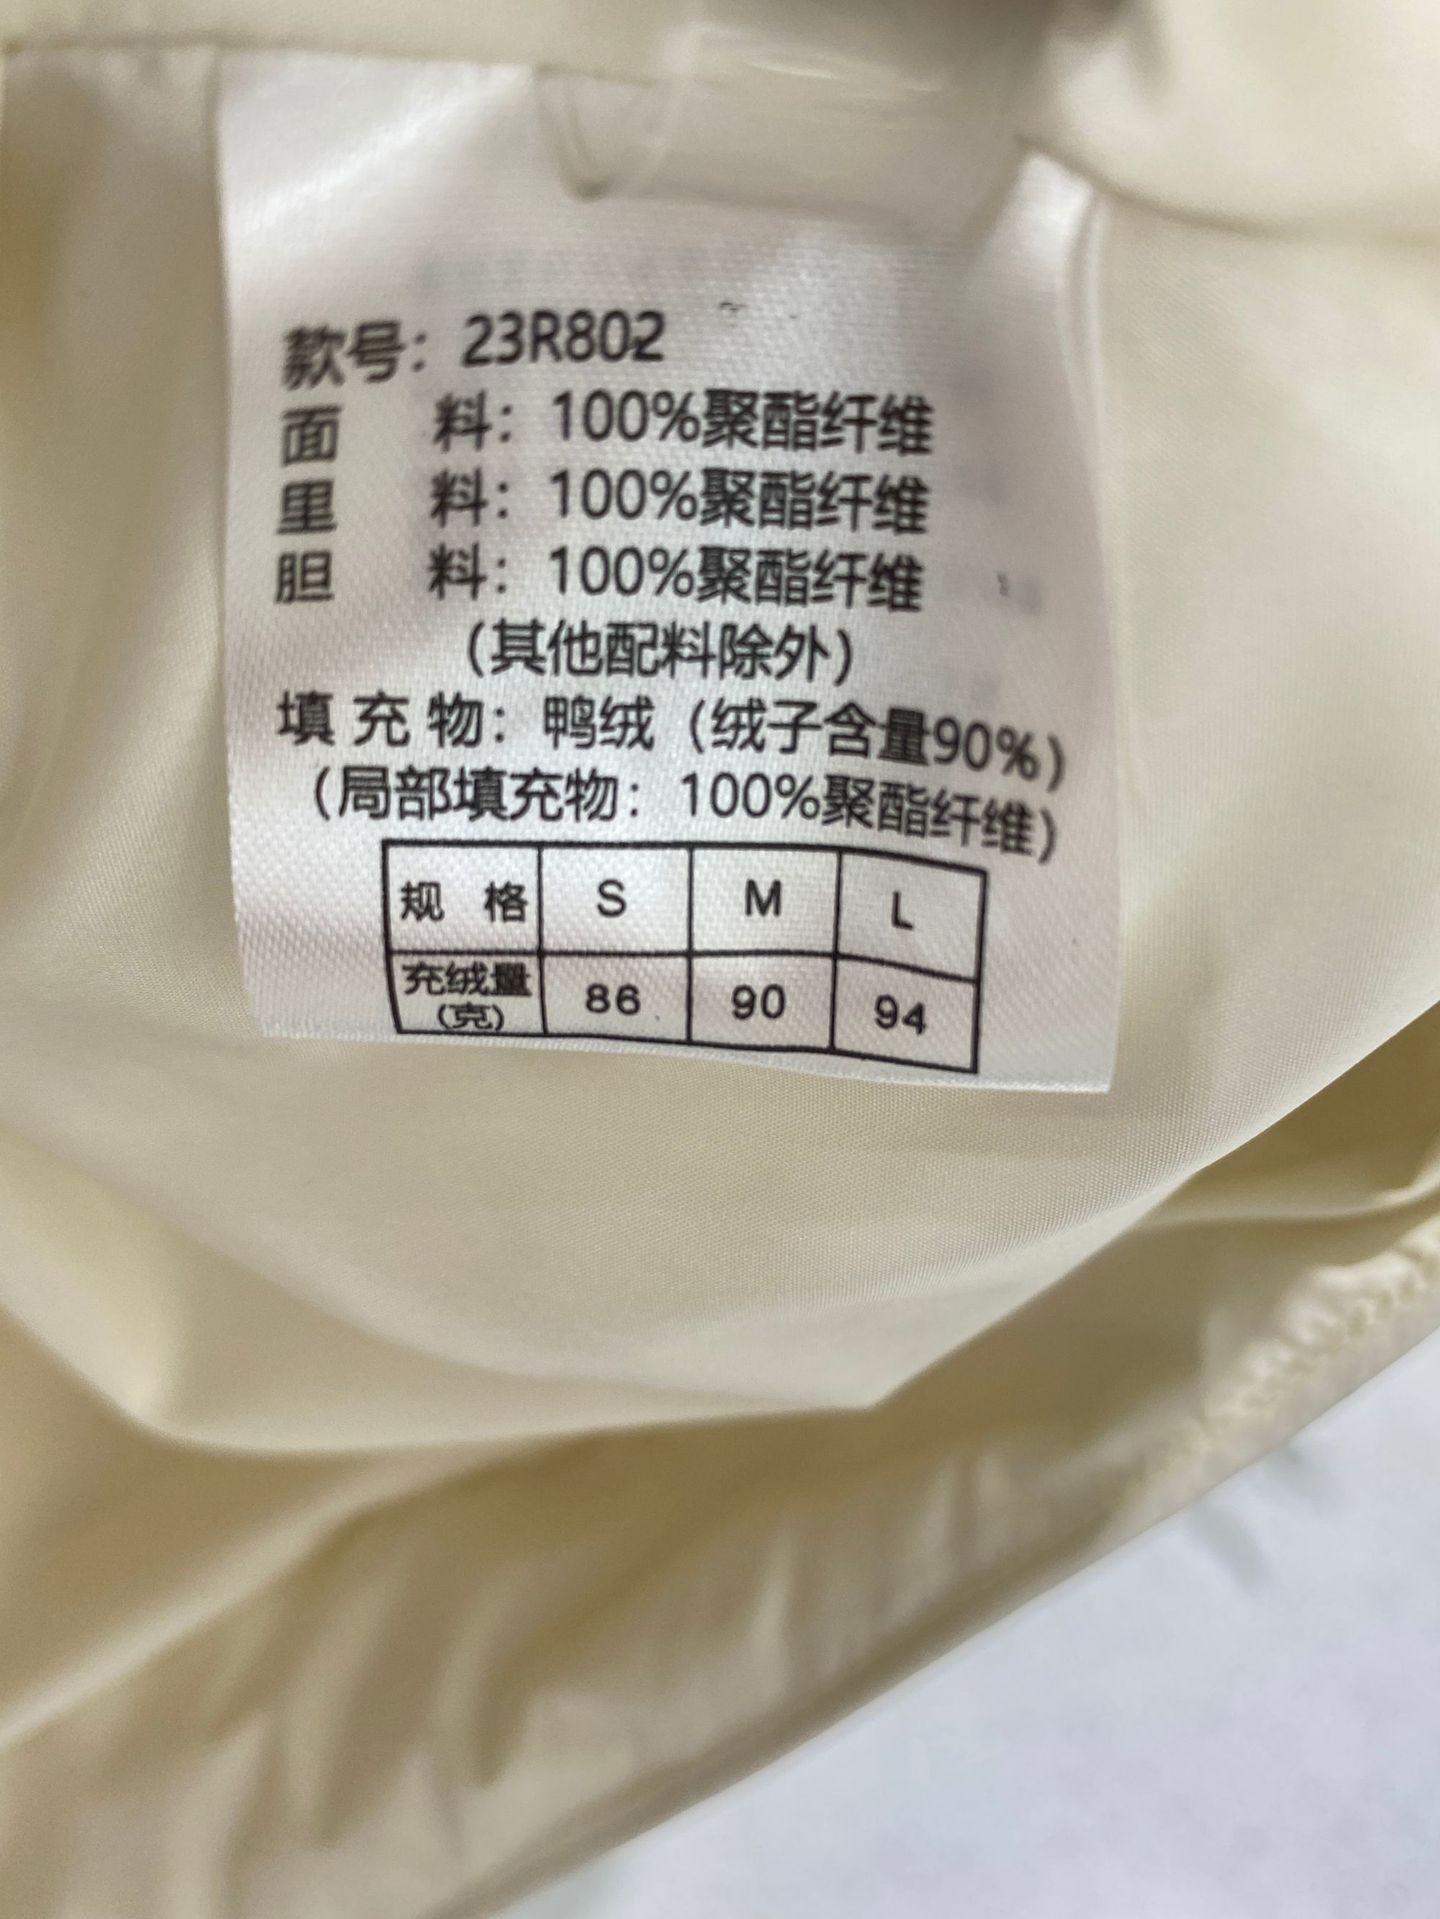 款号：23R802
面 料：100%聚酯纤维
里 料：100%聚酯纤维
胆 料：100%聚酯纤维
（其他配料除外）
填充物：鸭绒（绒子含量90%）
（局部填充物：100%聚酯纤维）
规格 S M L
充绒量(克) 86 90 94